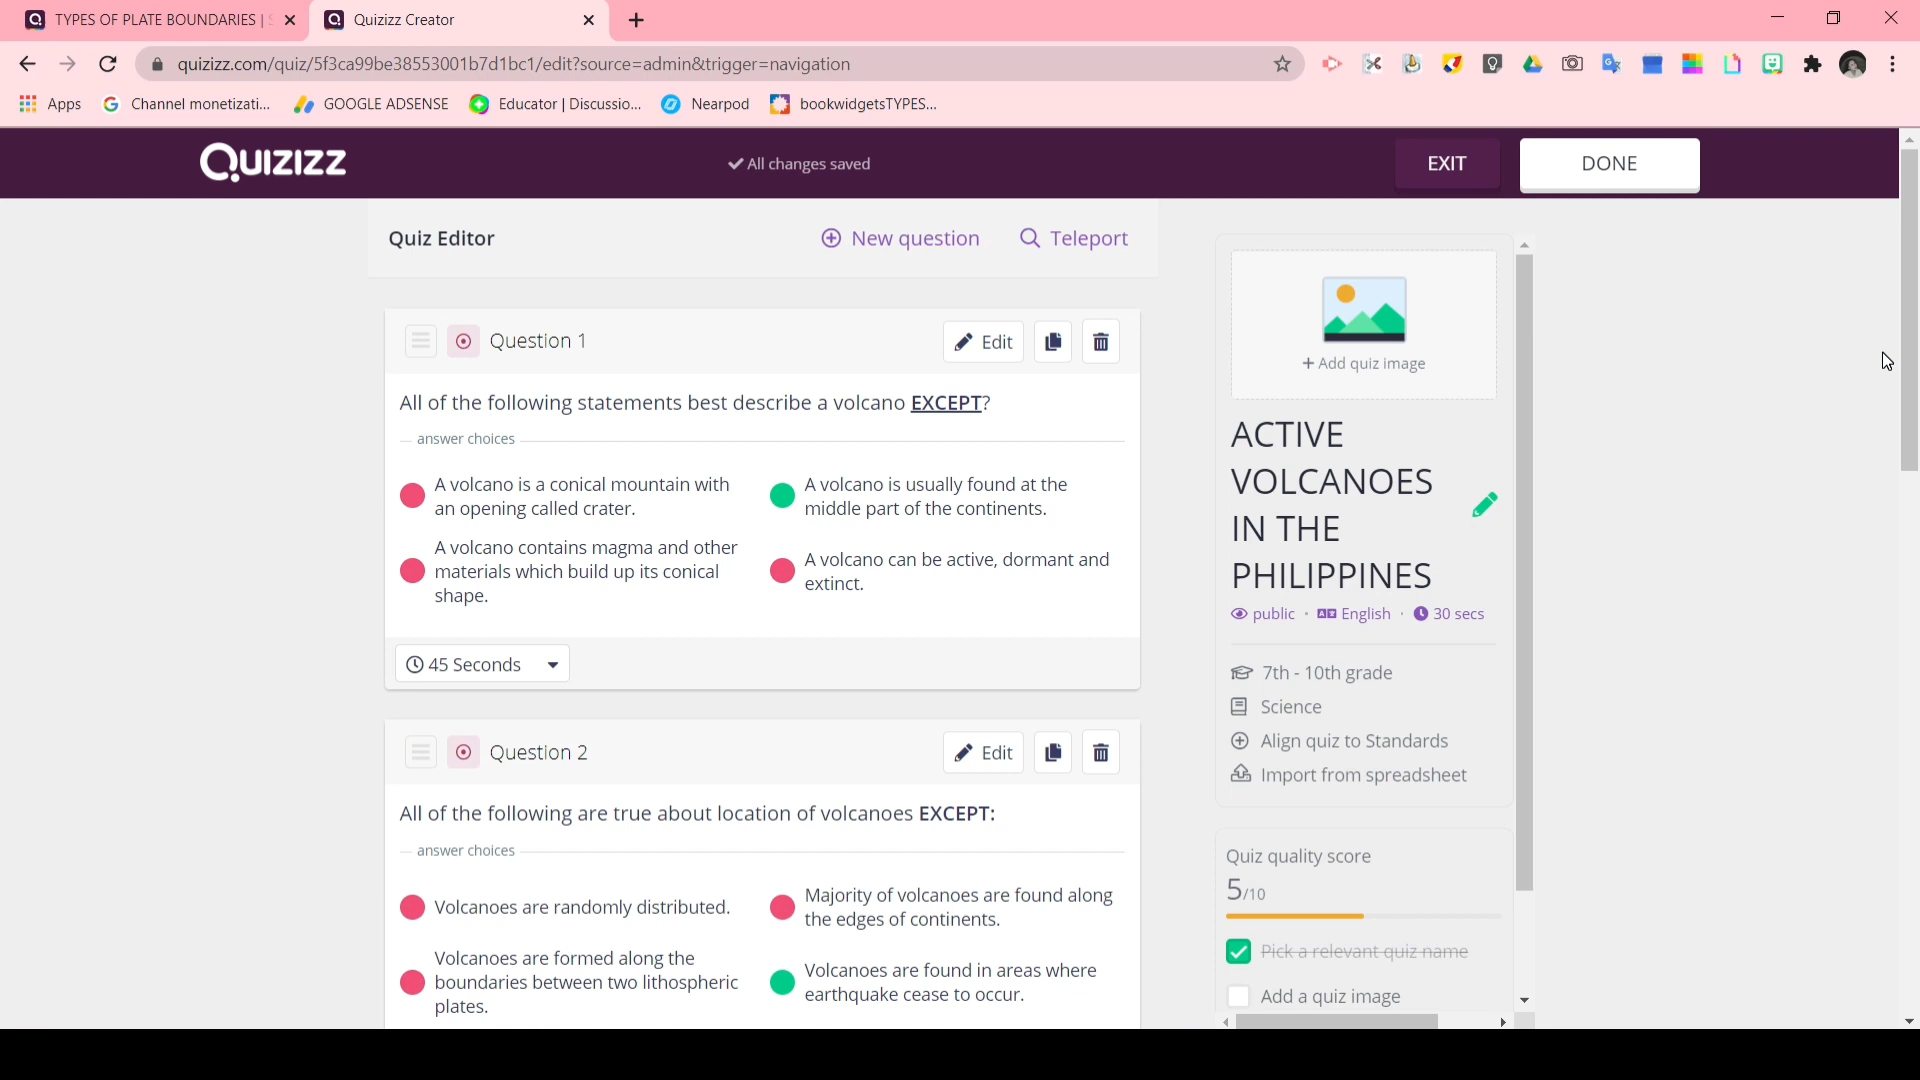 TYPES OF PLATE BOUNDARIES |
Quizizz Creator
quizizz.com/quiz/5f3ca99be38553001b7d1bc1/edit?source=admin&trigger=navigation
Apps
Channel monetizati...
GOOGLE ADSENSE
Educator | Discussio...
Nearpod
bookwidgetsTYPES...
QUIZIZZ
All changes saved
EXIT
DONE
Quiz Editor
New question
Teleport
Question 1
Edit
All of the following statements best describe a volcano EXCEPT?
answer choices
A volcano is a conical mountain with
an opening called crater.
A volcano is usually found at the
middle part of the continents.
A volcano contains magma and other
materials which build up its conical
shape.
A volcano can be active, dormant and
extinct.
45 Seconds
Question 2
Edit
All of the following are true about location of volcanoes EXCEPT:
answer choices
Volcanoes are randomly distributed.
Majority of volcanoes are found along
the edges of continents.
Volcanoes are formed along the
boundaries between two lithospheric
plates.
Volcanoes are found in areas where
earthquake cease to occur.
+ Add quiz image
ACTIVE
VOLCANOES
IN THE
PHILIPPINES
public · English · 30 secs
7th - 10th grade
Science
Align quiz to Standards
Import from spreadsheet
Quiz quality score
5/10
Pick a relevant quiz name
Add a quiz image